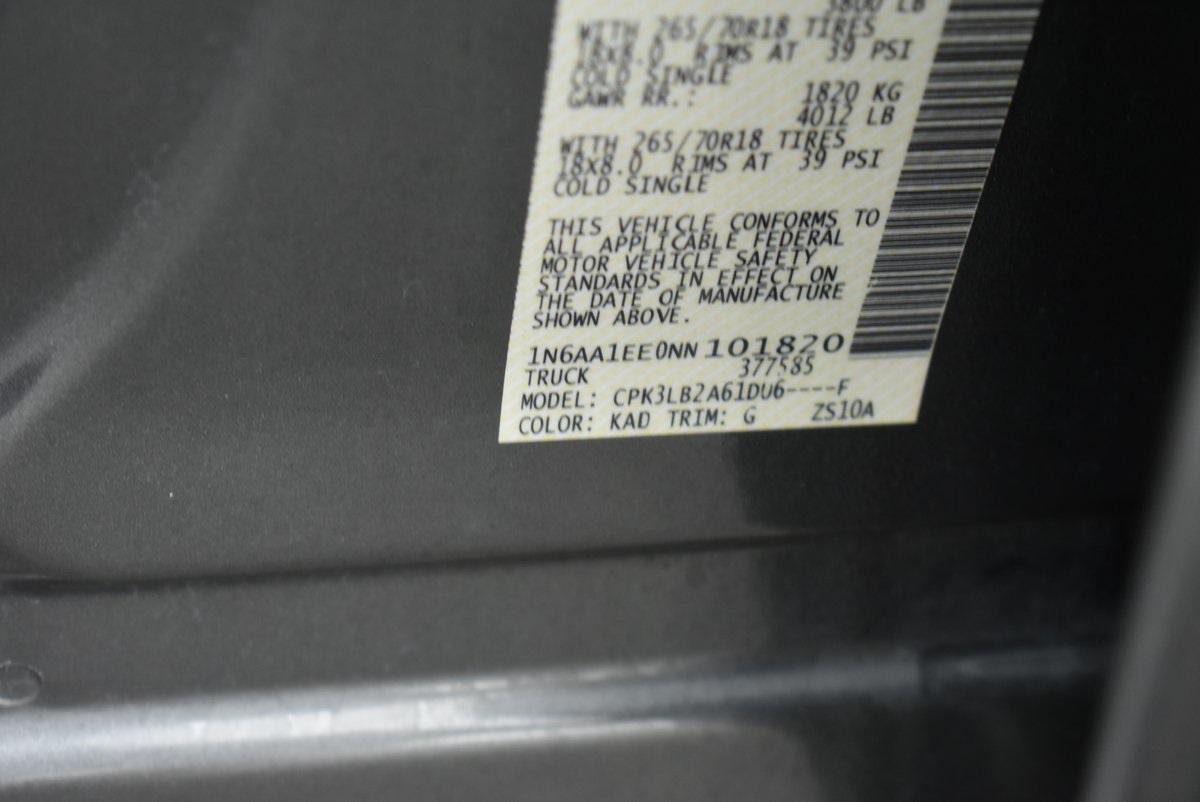 3800 LB
WITH 265/70R18 TIRES
18X8.0 RIMS AT 39 PSI
COLD SINGLE
GAWR RR.: 1820 KG
4012 LB
WITH 265/70R18 TIRES
18X8.0 RIMS AT 39 PSI
COLD SINGLE
THIS VEHICLE CONFORMS TO
ALL APPLICABLE FEDERAL
MOTOR VEHICLE SAFETY
STANDARDS IN EFFECT ON
THE DATE OF MANUFACTURE
SHOWN ABOVE.
1N6AA1EE0NN101820
TRUCK 377585
MODEL: CPK3LB2A61DU6----F
COLOR: KAD TRIM: G ZS10A